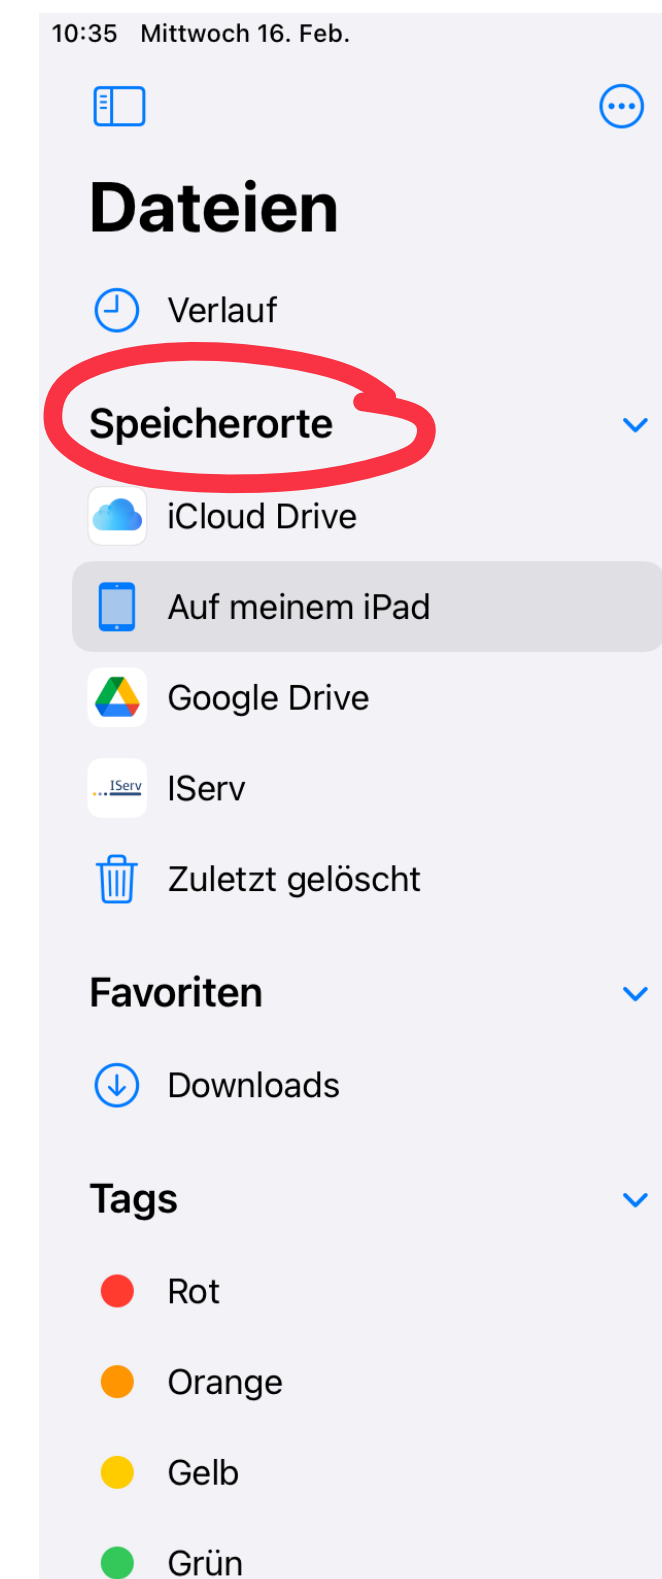 10:35 Mittwoch 16. Feb.
Dateien
Verlauf
Speicherorte
iCloud Drive
Auf meinem iPad
Google Drive
IServ IServ
Zuletzt gelöscht
Favoriten
Downloads
Tags
Rot
Orange
Gelb
Grün